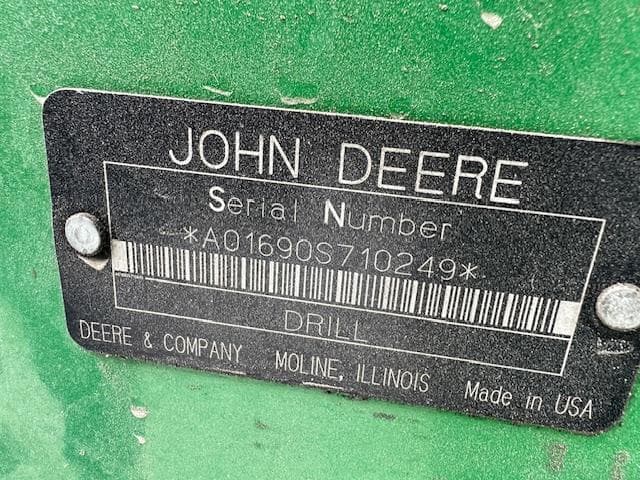 JOHN DEERE
Serial Number
*A01690S710249*
DRILL
DEERE & COMPANY MOLINE, ILLINOIS Made in USA